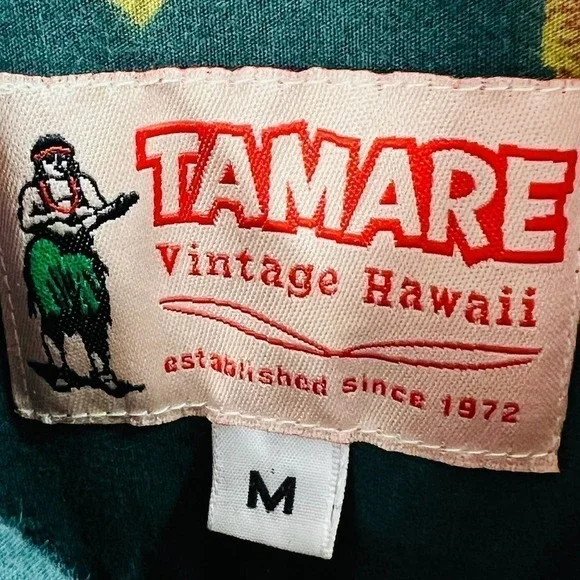 TAMARE
Vintage Hawaii
established since 1972
M